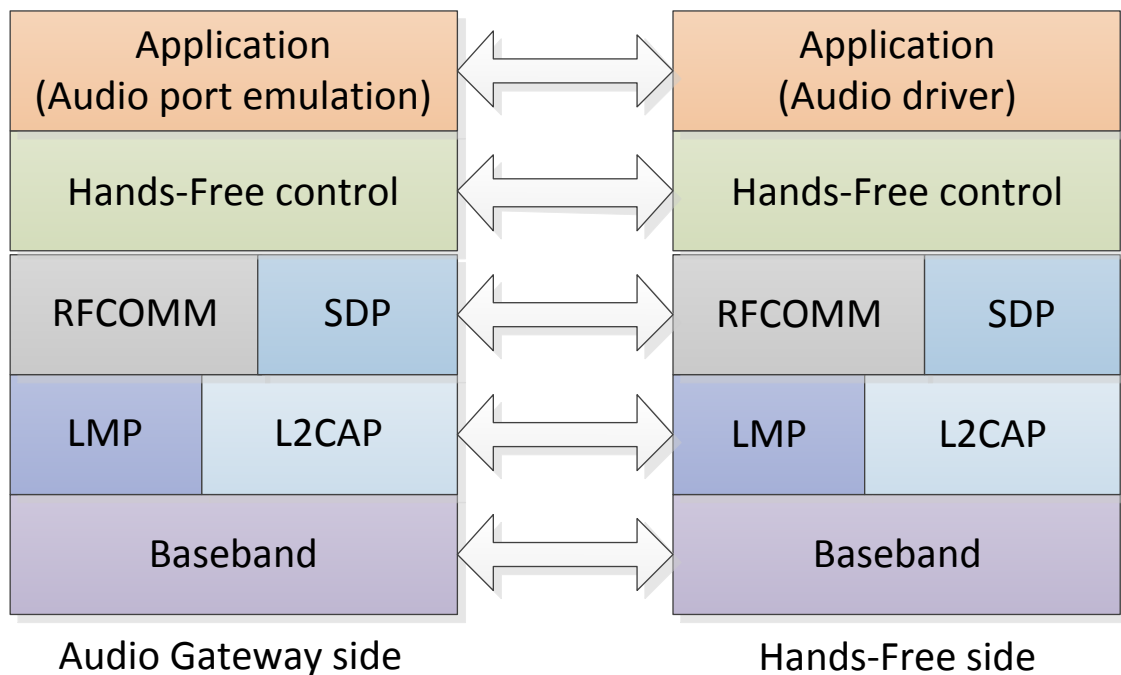 Application
(Audio port emulation)
Application
(Audio driver)
Hands-Free control
Hands-Free control
RFCOMM
SDP
RFCOMM
SDP
LMP
L2CAP
LMP
L2CAP
Baseband
Baseband
Audio Gateway side
Hands-Free side